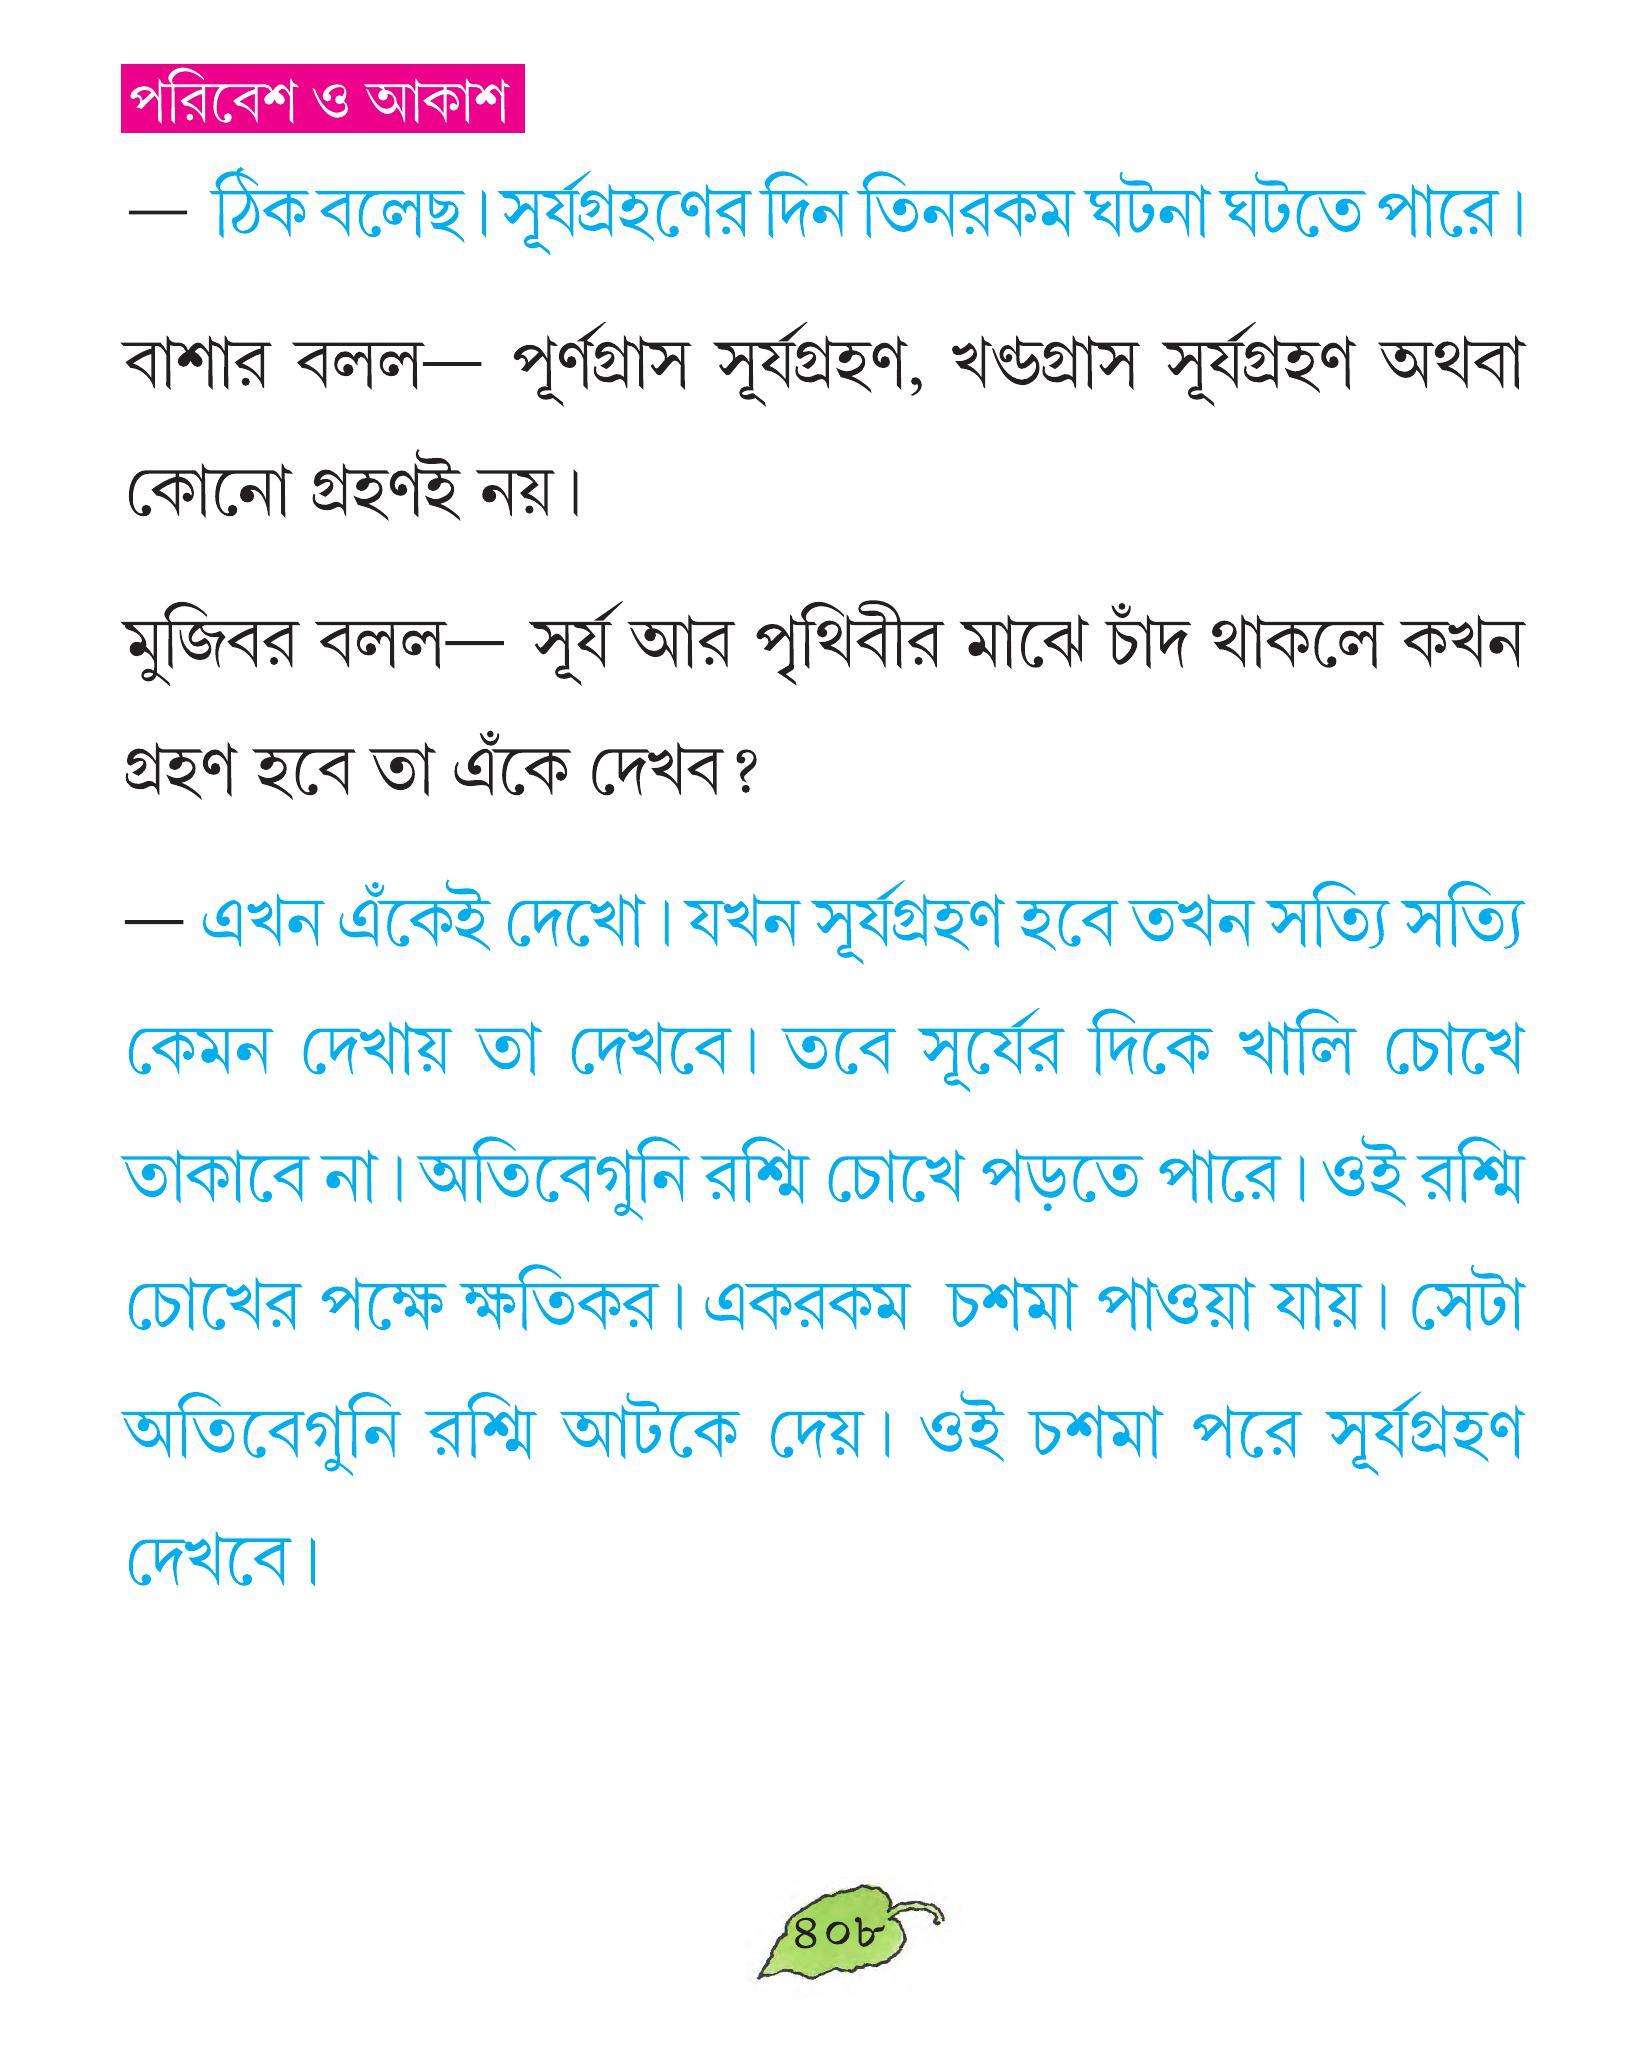 পরিবেশ ও আকাশ
— ঠিক বলেছ। সূর্যগ্রহণের দিন তিনরকম ঘটনা ঘটতে পারে।
বাশার বলল— পূর্ণগ্রাস সূর্যগ্রহণ, খণ্ডগ্রাস সূর্যগ্রহণ অথবা
কোনো গ্রহণই নয়।
মুজিবর বলল— সূর্য আর পৃথিবীর মাঝে চাঁদ থাকলে কখন
গ্রহণ হবে তা এঁকে দেখব?
— এখন এঁকেই দেখো। যখন সূর্যগ্রহণ হবে তখন সত্যি সত্যি
কেমন দেখায় তা দেখবে। তবে সূর্যের দিকে খালি চোখে
তাকাবে না। অতিবেগুনি রশ্মি চোখে পড়তে পারে। ওই রশ্মি
চোখের পক্ষে ক্ষতিকর। একরকম চশমা পাওয়া যায়। সেটা
অতিবেগুনি রশ্মি আটকে দেয়। ওই চশমা পরে সূর্যগ্রহণ
দেখবে।
৪০৮